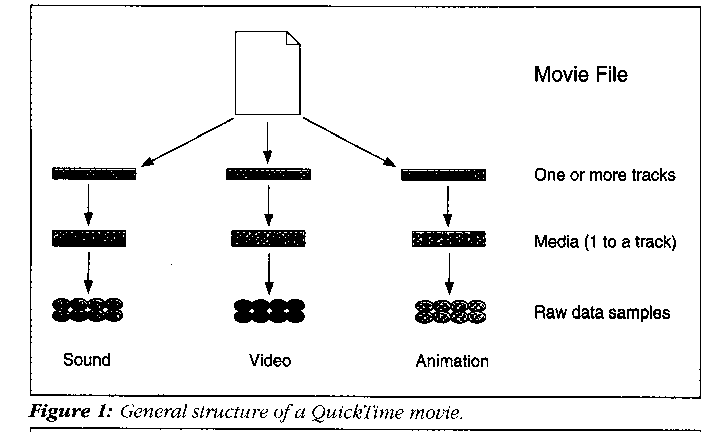 Movie File
One or more tracks
Media (1 to a track)
Raw data samples
Sound Video Animation
Figure 1: General structure of a QuickTime movie.